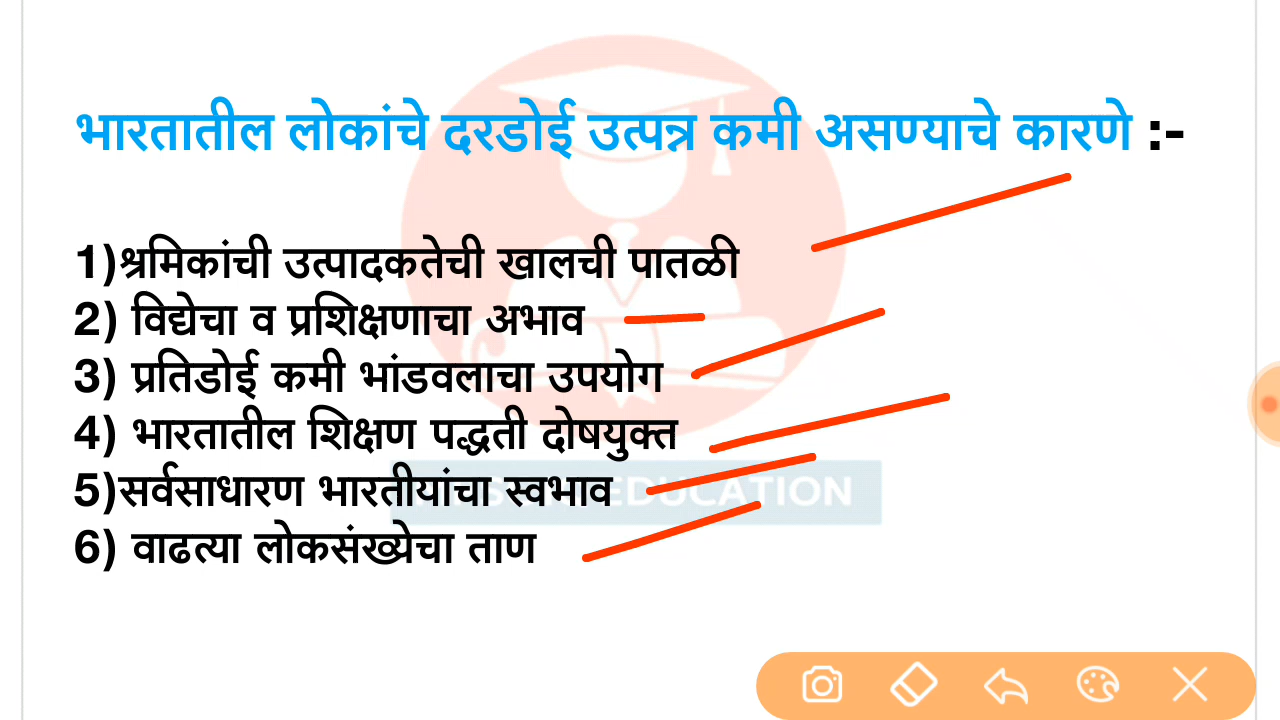 भारतातील लोकांचे दरडोई उत्पन्न कमी असण्याचे कारणे :-
1)श्रमिकांची उत्पादकतेची खालची पातळी
2) विद्येचा व प्रशिक्षणाचा अभाव
3) प्रतिडोई कमी भांडवलाचा उपयोग
4) भारतातील शिक्षण पद्धती दोषयुक्त
5)सर्वसाधारण भारतीयांचा स्वभाव
EDUCATION
6) वाढत्या लोकसंख्येचा ताण